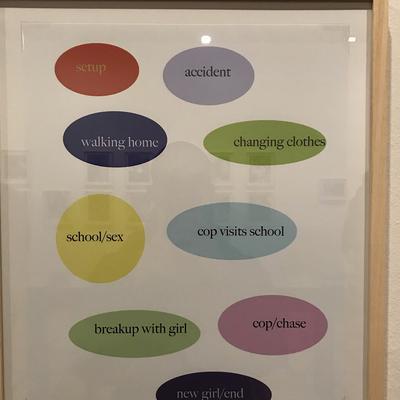 setup
accident
walking home
changing clothes
school/sex
cop visits school
breakup with girl
cop/chase
new girl/end